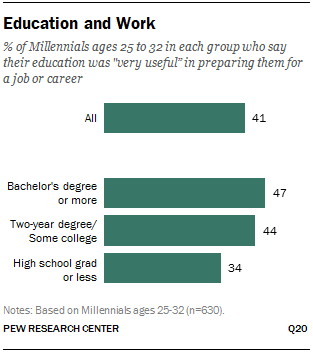 Education and Work
% of Millennials ages 25 to 32 in each group who say
their education was "very useful" in preparing them for
a job or career
All 41
Bachelor's degree
or more 47
Two-year degree/
Some college 44
High school grad
or less 34
Notes: Based on Millennials ages 25-32 (n=630).
PEW RESEARCH CENTER Q20